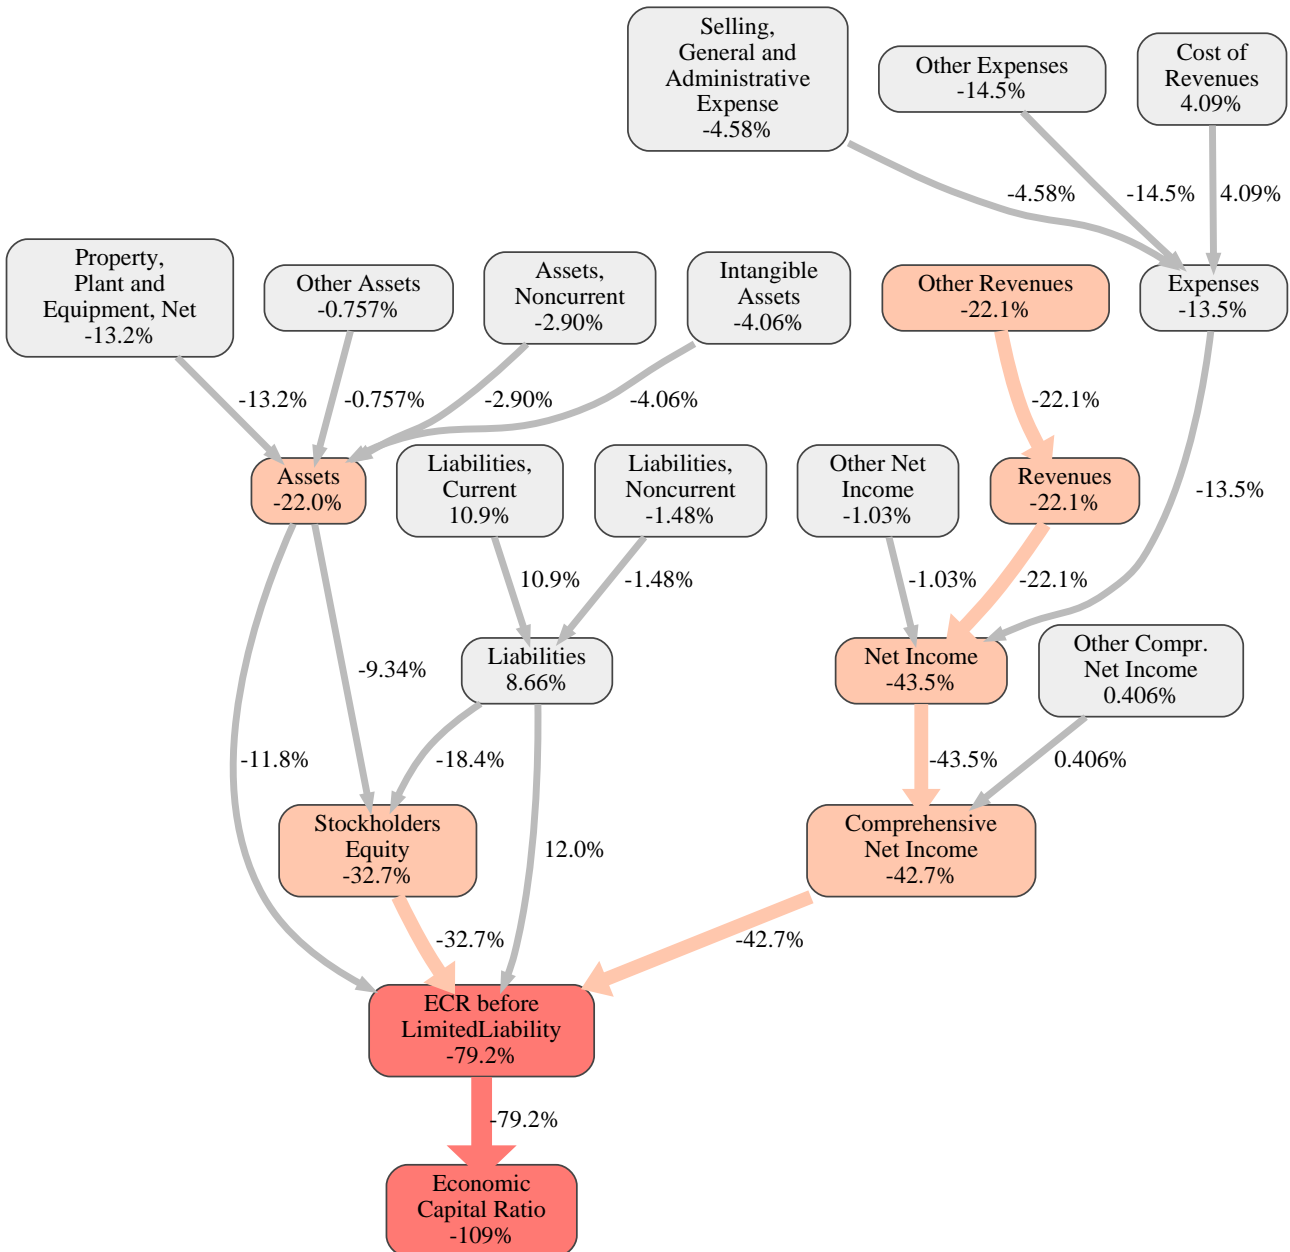 Selling,
General and
Administrative
Expense
-4.58%
Other Expenses
-14.5%
Cost of
Revenues
4.09%
-4.58%
-14.5%
4.09%
Property,
Plant and
Equipment, Net
-13.2%
Other Assets
-0.757%
Assets,
Noncurrent
-2.90%
Intangible
Assets
-4.06%
Other Revenues
-22.1%
Expenses
-13.5%
-13.2%
-0.757%
-2.90%
-4.06%
-22.1%
Assets
-22.0%
Liabilities,
Current
10.9%
Liabilities,
Noncurrent
-1.48%
Other Net
Income
-1.03%
Revenues
-22.1%
-13.5%
10.9%
-1.48%
-1.03%
-22.1%
-9.34%
Liabilities
8.66%
Net Income
-43.5%
Other Compr.
Net Income
0.406%
-11.8%
-18.4%
-43.5%
0.406%
Stockholders
Equity
-32.7%
12.0%
Comprehensive
Net Income
-42.7%
-32.7%
-42.7%
ECR before
LimitedLiability
-79.2%
-79.2%
Economic
Capital Ratio
-109%